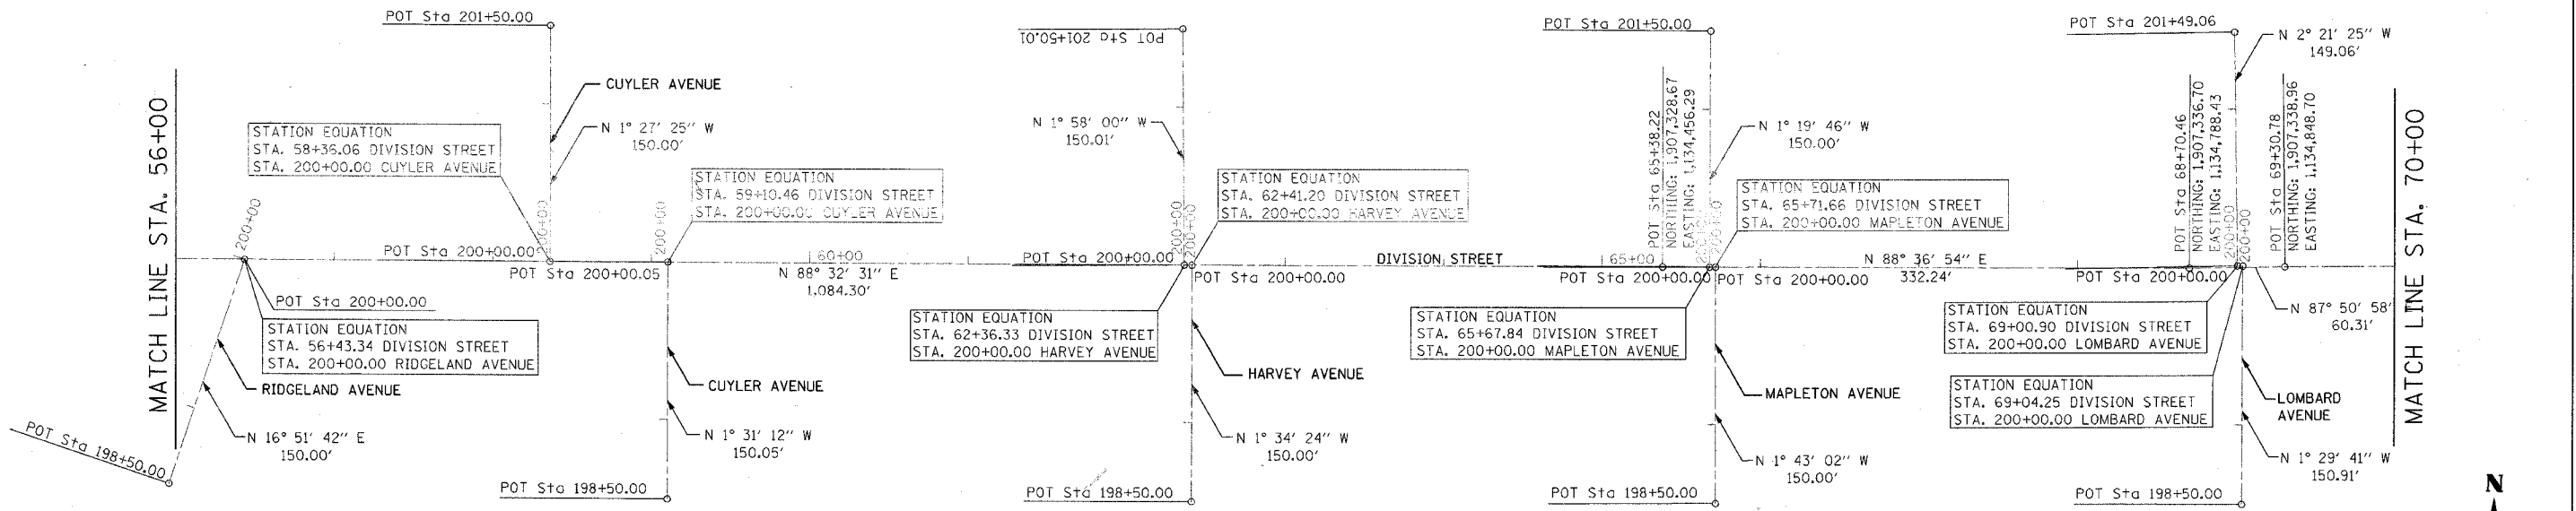 MATCH LINE STA. 56+00
POT Sta 201+50.00
CUYLER AVENUE
N 1° 27' 25" W
150.00'
STATION EQUATION
STA. 58+36.06 DIVISION STREET
STA. 200+00.00 CUYLER AVENUE
200+00
200+00
POT Sta 200+00.00
POT Sta 200+00.05
200+00
STATION EQUATION
STA. 59+10.46 DIVISION STREET
STA. 200+00.00 CUYLER AVENUE
POT Sta 200+00.00
STATION EQUATION
STA. 56+43.34 DIVISION STREET
STA. 200+00.00 RIDGELAND AVENUE
RIDGELAND AVENUE
N 16° 51' 42" E
150.00'
POT Sta 198+50.00
CUYLER AVENUE
N 1° 31' 12" W
150.05'
POT Sta 198+50.00
60+00
N 88° 32' 31" E
1,084.30'
POT Sta 201+50.01
N 1° 58' 00" W
150.01'
200+00
200+00
STATION EQUATION
STA. 62+41.20 DIVISION STREET
STA. 200+00.00 HARVEY AVENUE
POT Sta 200+00.00
POT Sta 200+00.00
STATION EQUATION
STA. 62+36.33 DIVISION STREET
STA. 200+00.00 HARVEY AVENUE
HARVEY AVENUE
N 1° 34' 24" W
150.00'
POT Sta 198+50.00
DIVISION STREET
POT Sta 201+50.00
N 1° 19' 46" W
150.00'
POT Sta 65+38.22
NORTHING: 1,907,328.67
EASTING: 1,134,456.29
200+00
200+00
STATION EQUATION
STA. 65+71.66 DIVISION STREET
STA. 200+00.00 MAPLETON AVENUE
65+00
POT Sta 200+00.00
POT Sta 200+00.00
STATION EQUATION
STA. 65+67.84 DIVISION STREET
STA. 200+00.00 MAPLETON AVENUE
MAPLETON AVENUE
N 1° 43' 02" W
150.00'
POT Sta 198+50.00
N 88° 36' 54" E
332.24'
POT Sta 201+49.06
N 2° 21' 25" W
149.06'
POT Sta 68+70.46
NORTHING: 1,907,336.70
EASTING: 1,134,788.43
200+00
200+00
POT Sta 69+30.78
NORTHING: 1,907,338.96
EASTING: 1,134,848.70
POT Sta 200+00.00
N 87° 50' 58"
60.31'
STATION EQUATION
STA. 69+00.90 DIVISION STREET
STA. 200+00.00 LOMBARD AVENUE
STATION EQUATION
STA. 69+04.25 DIVISION STREET
STA. 200+00.00 LOMBARD AVENUE
LOMBARD
AVENUE
N 1° 29' 41" W
150.91'
POT Sta 198+50.00
MATCH LINE STA. 70+00
N